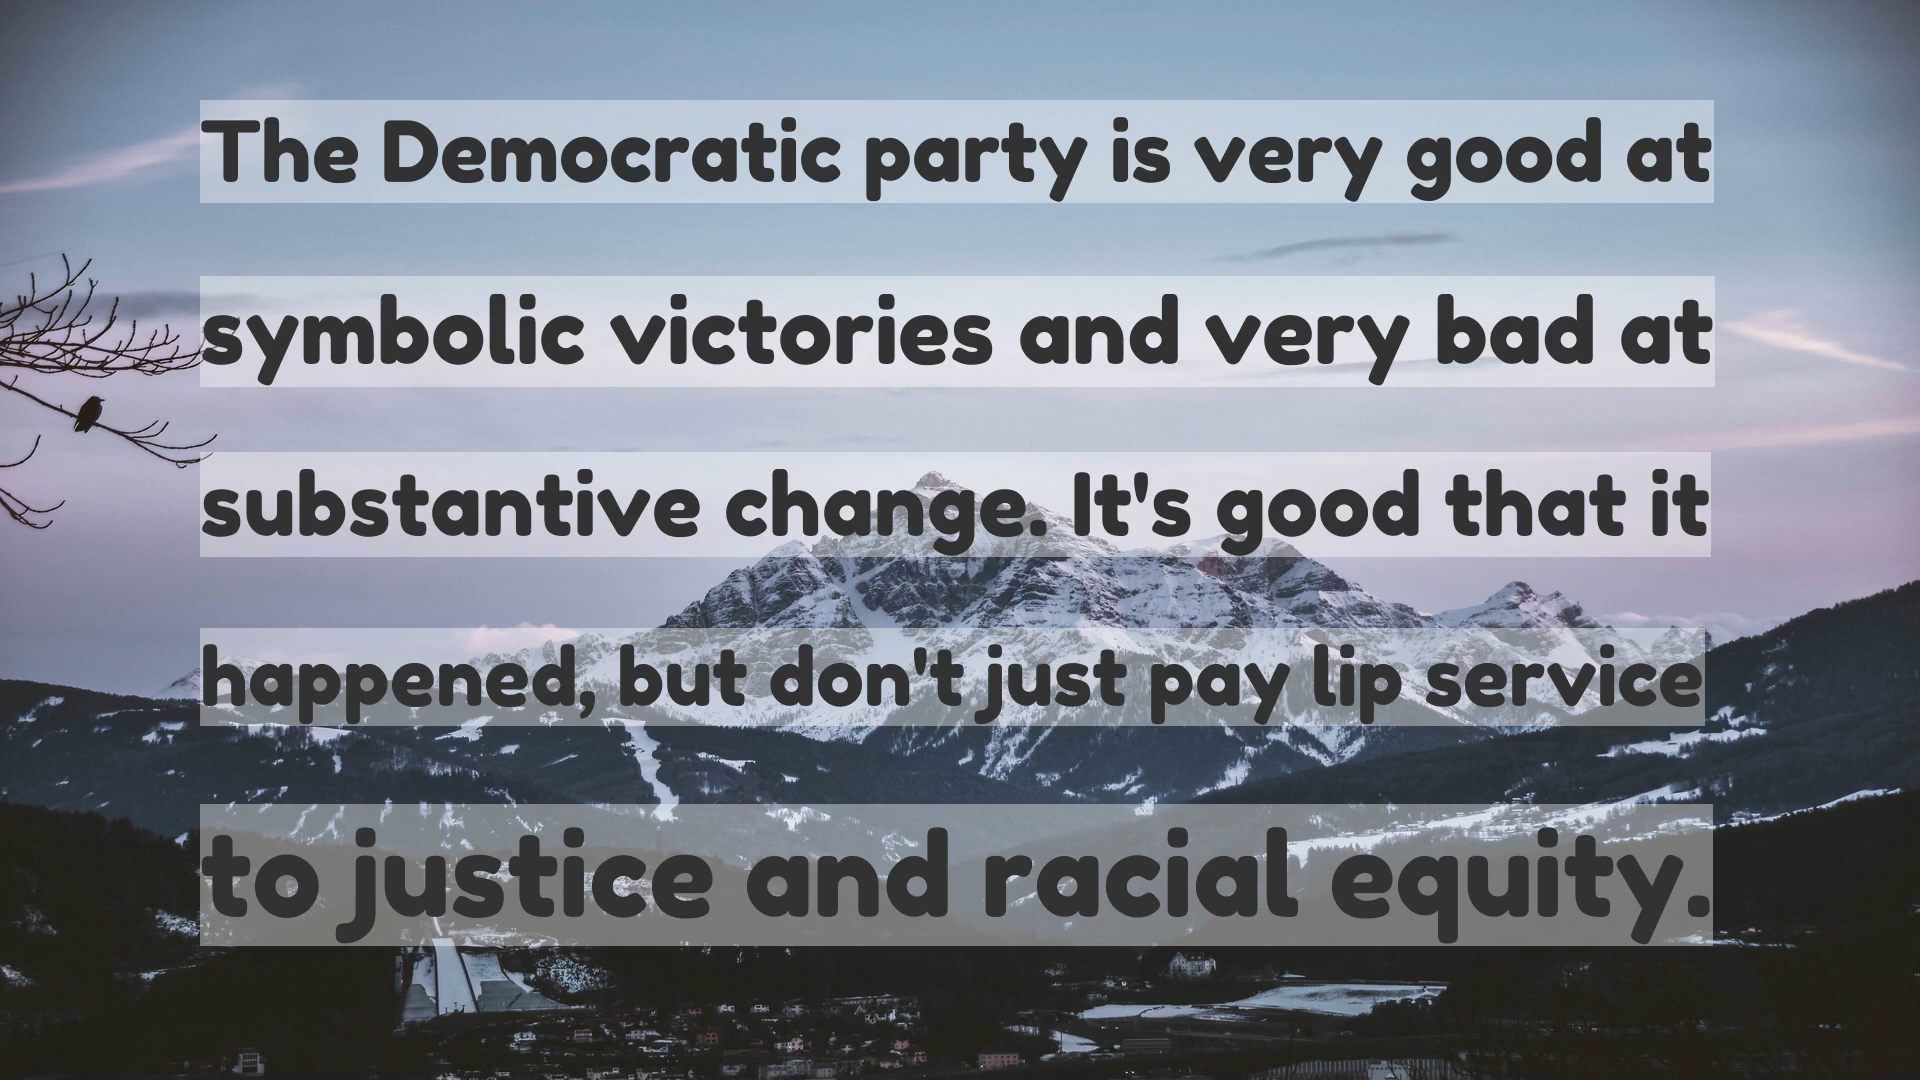 The Democratic party is very good at
symbolic victories and very bad at
substantive change. It's good that it
happened, but don't just pay lip service
to justice and racial equity.